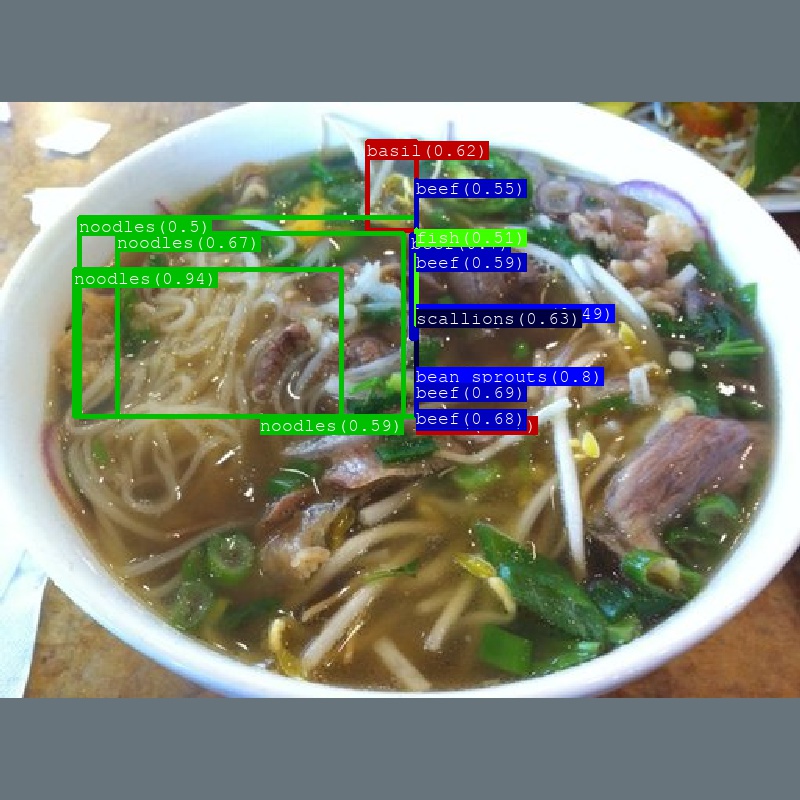 basil(0.62)
beef(0.55)
noodles(0.5)
fish(0.51)
noodles(0.67)
beef(0.59)
noodles(0.94)
49)
scallions(0.63)
bean sprouts(0.8)
beef(0.69)
beef(0.68)
noodles(0.59)